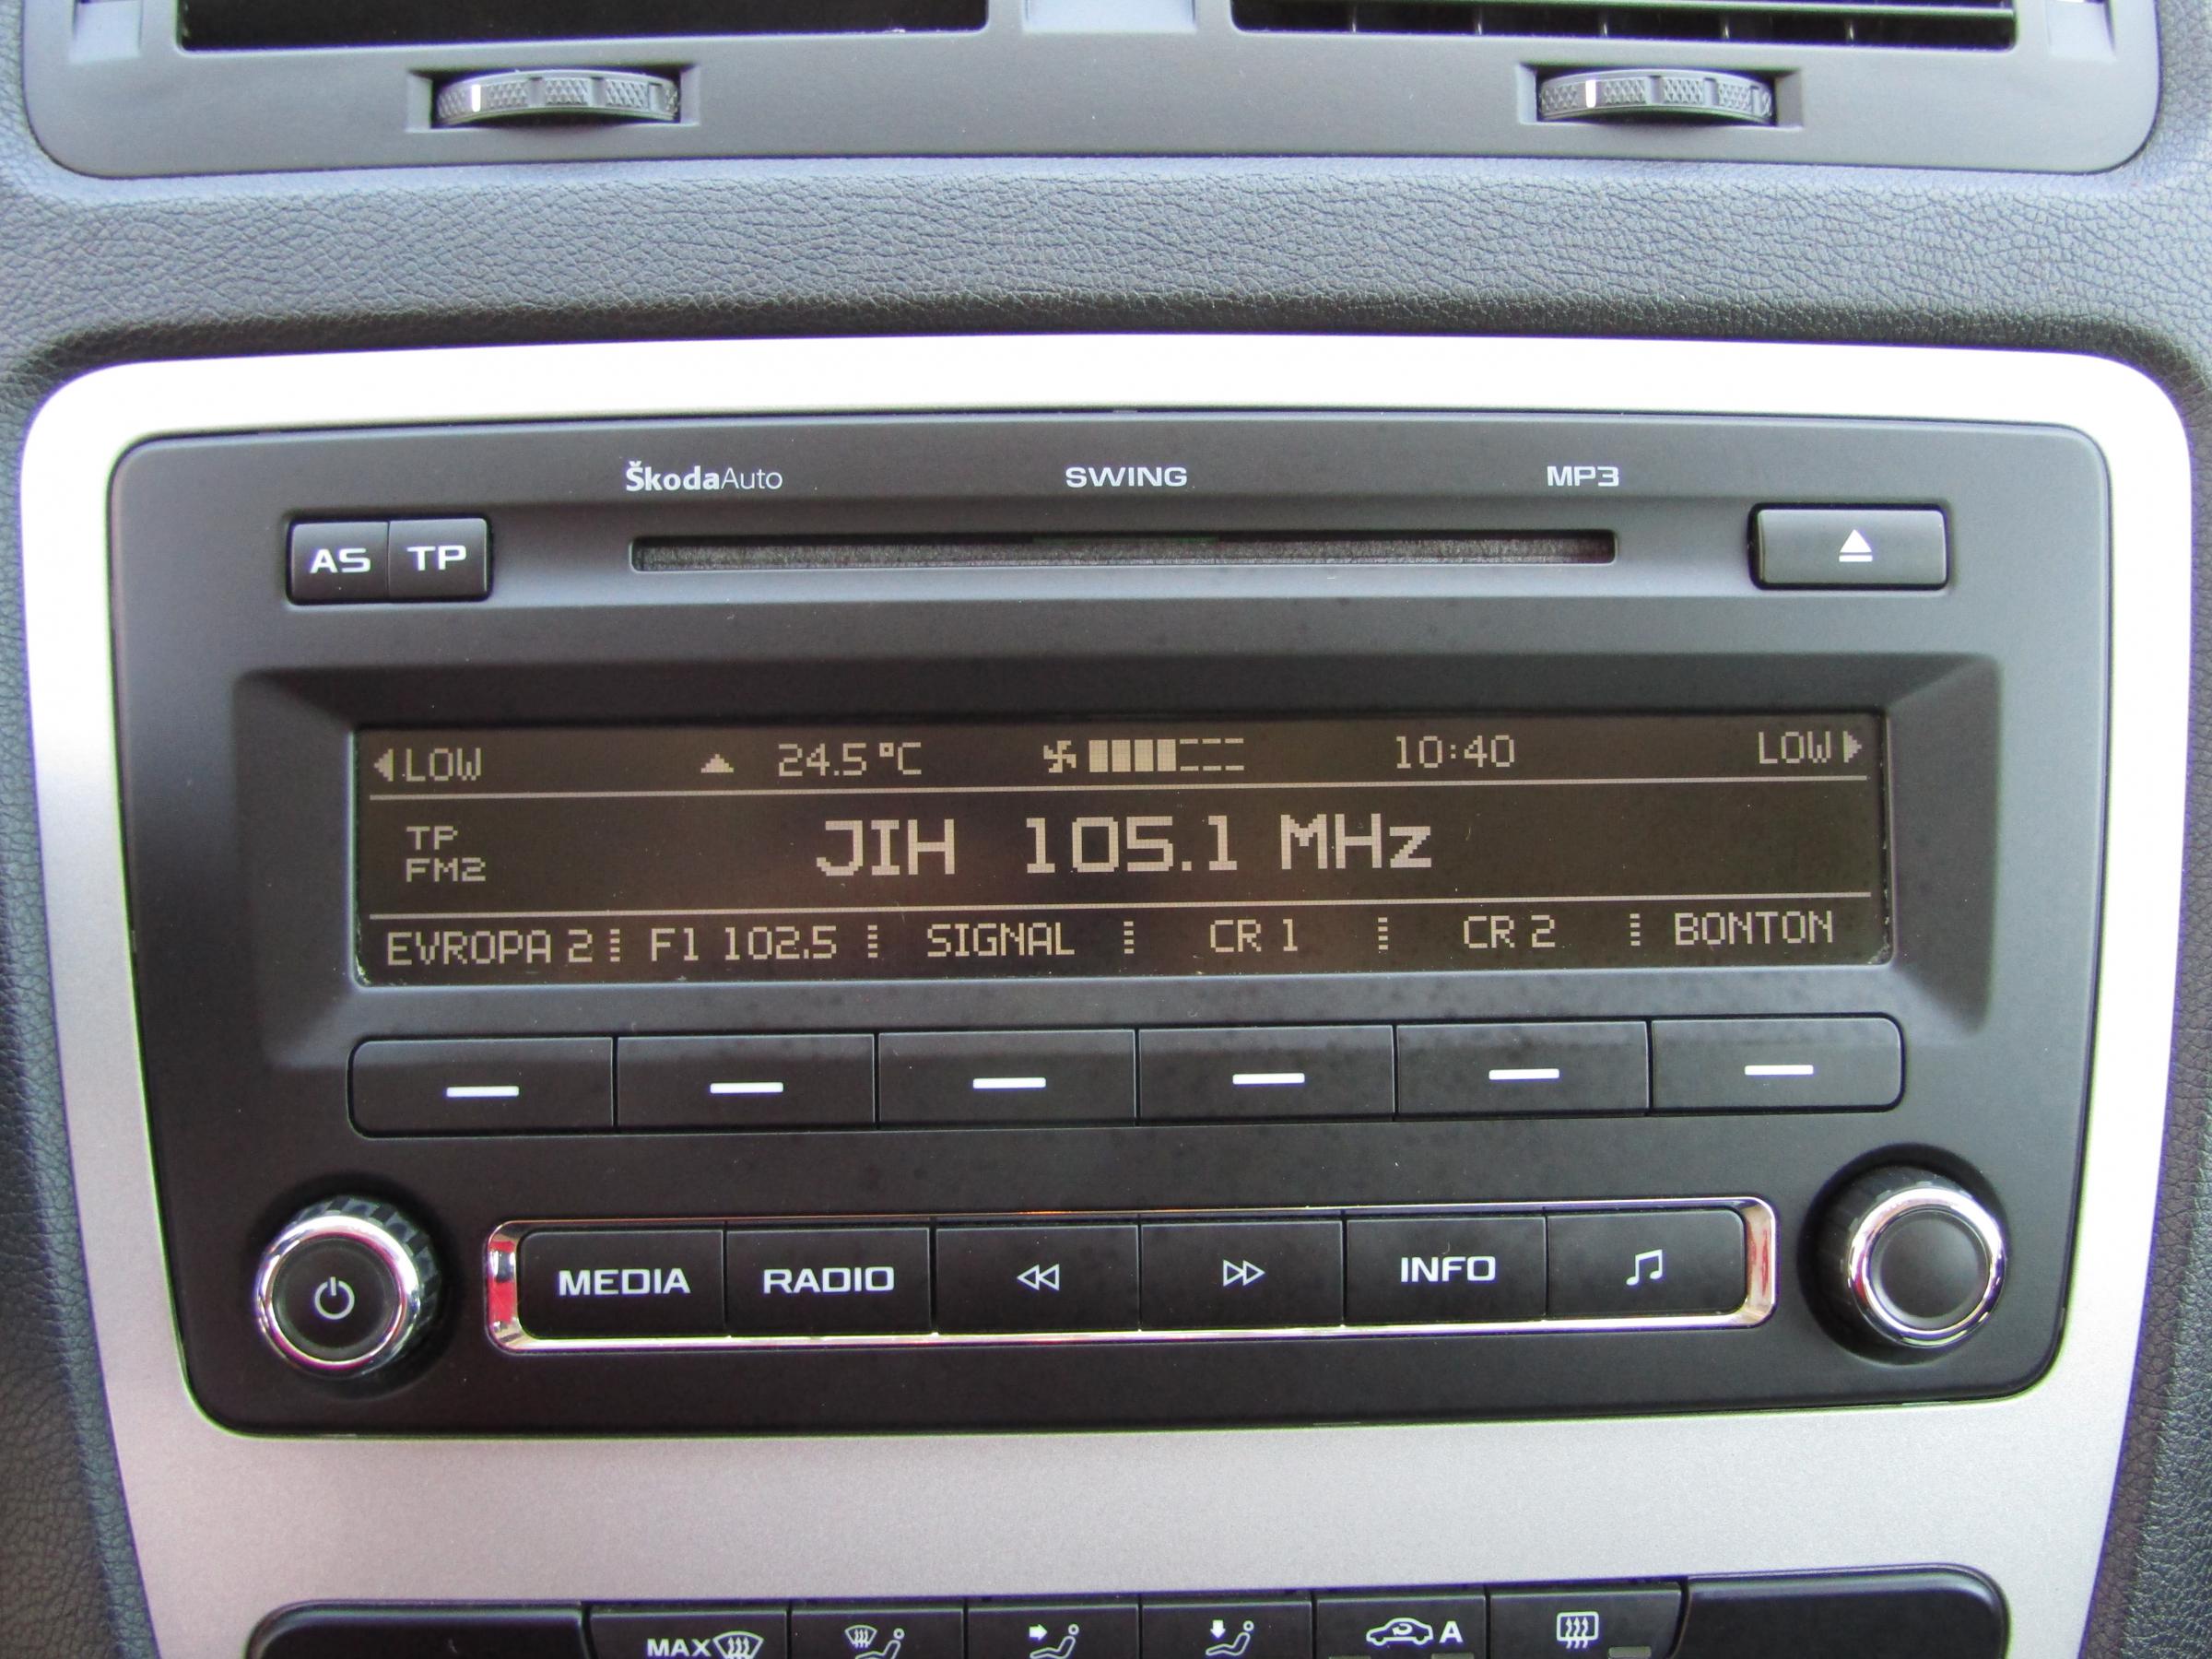 ŠkodaAuto SWING MP3
AS TP
LOW 24.5°C 10:40 LOW
TP
FM2
JIH 105.1 MHz
EVROPA 2 F1 102.5 SIGNAL CR 1 CR 2 BONTON
MEDIA RADIO INFO
MAX A